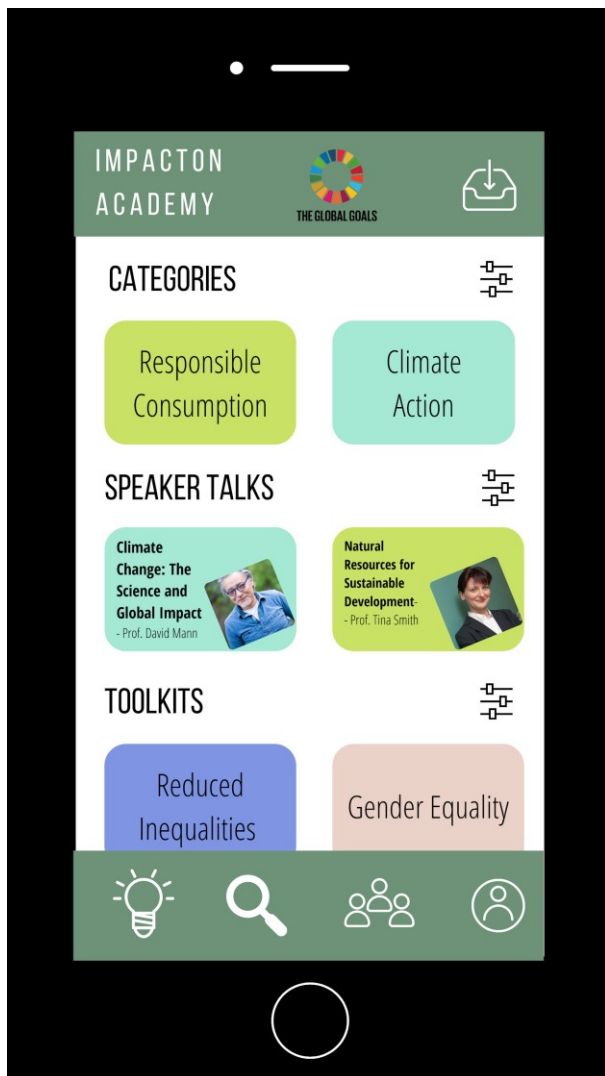 IMPACTON
ACADEMY
THE GLOBAL GOALS
CATEGORIES
Responsible
Consumption
Climate
Action
SPEAKER TALKS
Climate
Change: The
Science and
Global Impact
- Prof. David Mann
Natural
Resources for
Sustainable
Development-
- Prof. Tina Smith
TOOLKITS
Reduced
Inequalities
Gender Equality